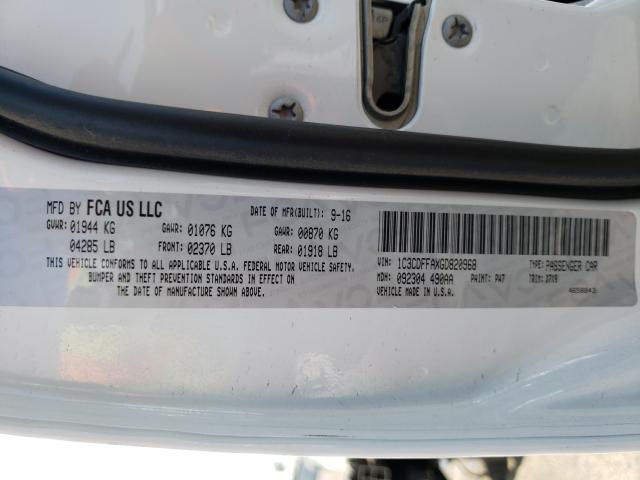 MFD BY FCA US LLC
DATE OF MFR(BUILT): 9-16
GVWR: 01944 KG GAWR: 01076 KG GAWR: 00870 KG
04285 LB FRONT: 02370 LB REAR: 01918 LB
THIS VEHICLE CONFORMS TO ALL APPLICABLE U.S.A. FEDERAL MOTOR VEHICLE SAFETY,
BUMPER AND THEFT PREVENTION STANDARDS IN EFFECT ON
THE DATE OF MANUFACTURE SHOWN ABOVE.
VIN: 1C3CDFFAXGD820968 TYPE: PASSENGER CAR
MDH: 092304 490AA PAINT: PW7 TRIM:
VEHICLE MADE IN U.S.A.